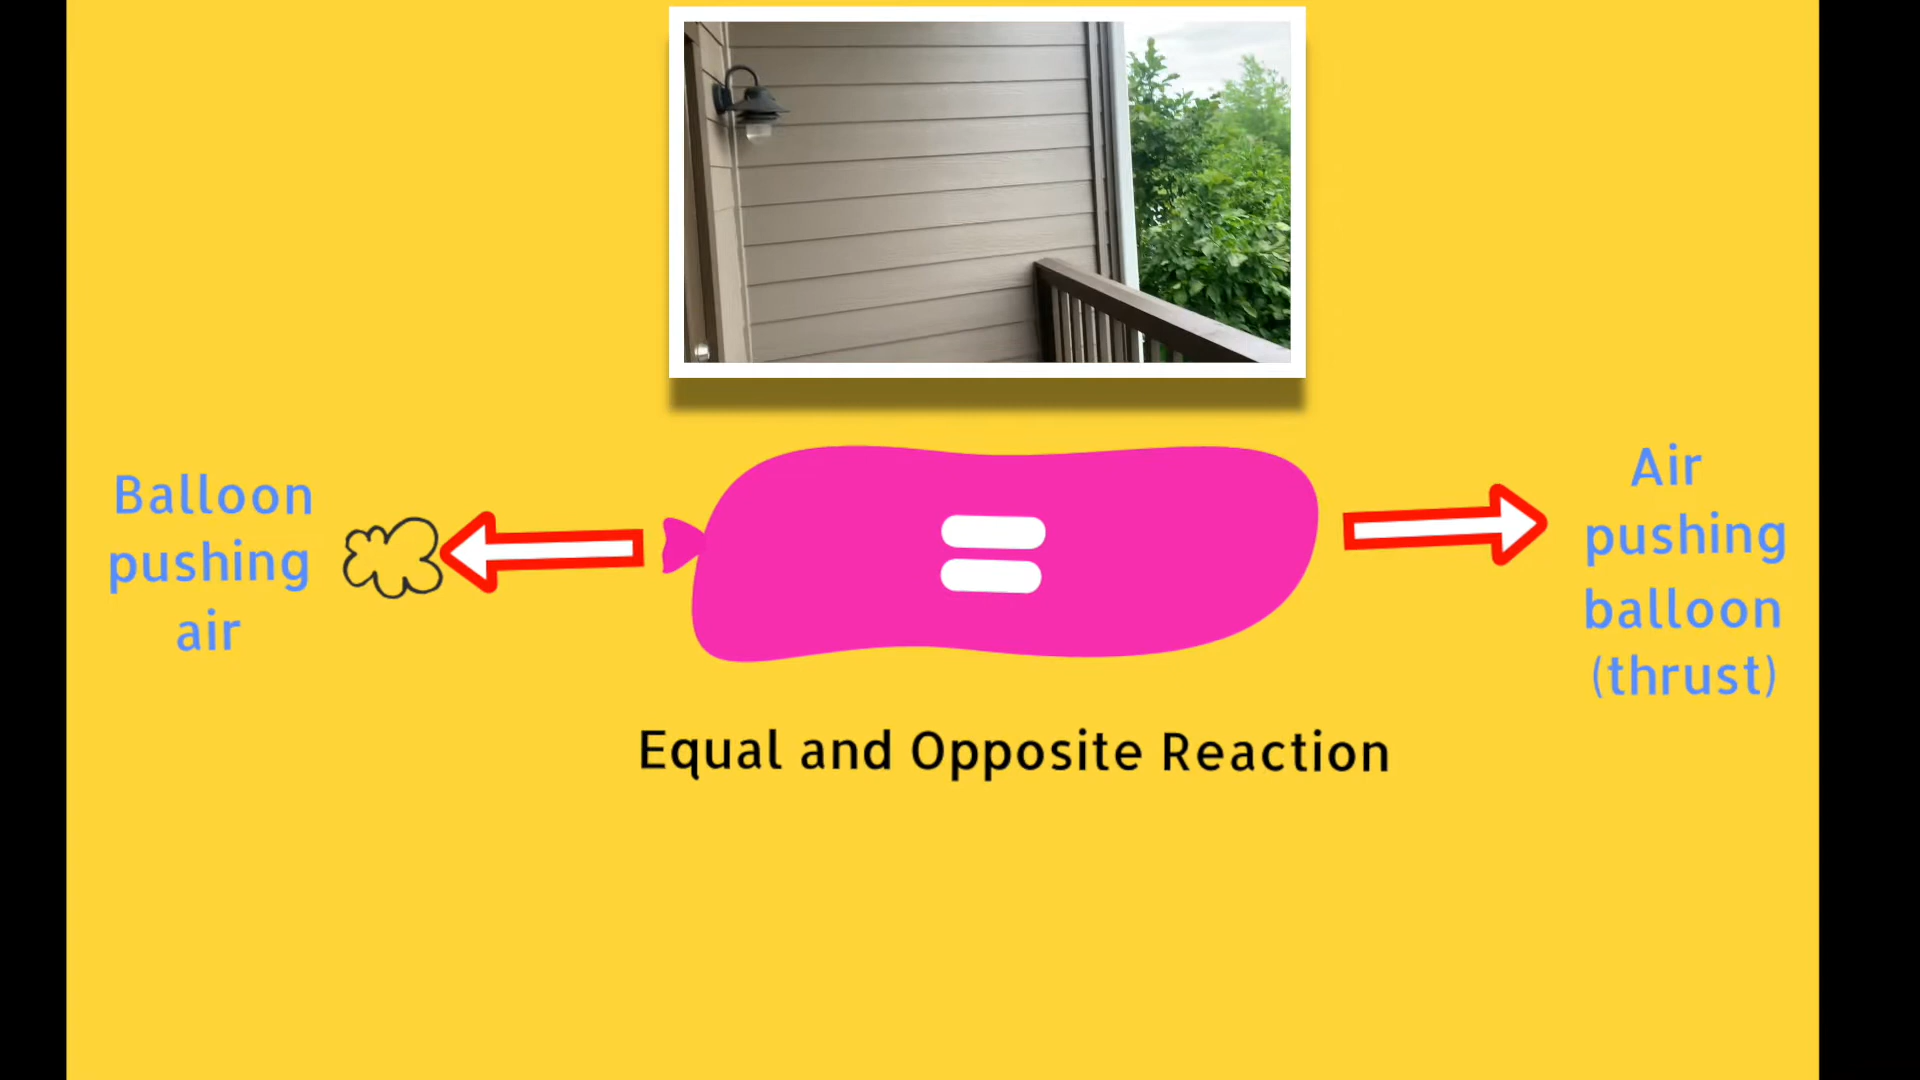 Balloon
pushing
air
=
Air
pushing
balloon
(thrust)
Equal and Opposite Reaction